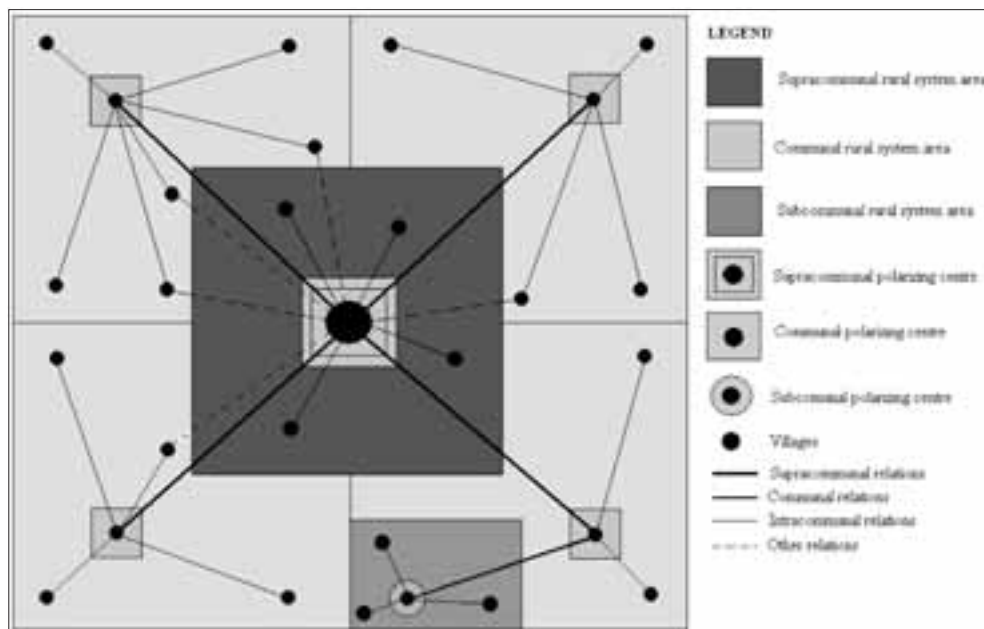 LEGEND
Supracommunal rural system area
Communal rural system area
Subcommunal rural system area
Supracommunal polarizing centre
Communal polarizing centre
Subcomunal polarizing centre
Villages
Supracommunal relations
Communal relations
Intracommunal relations
Other relations